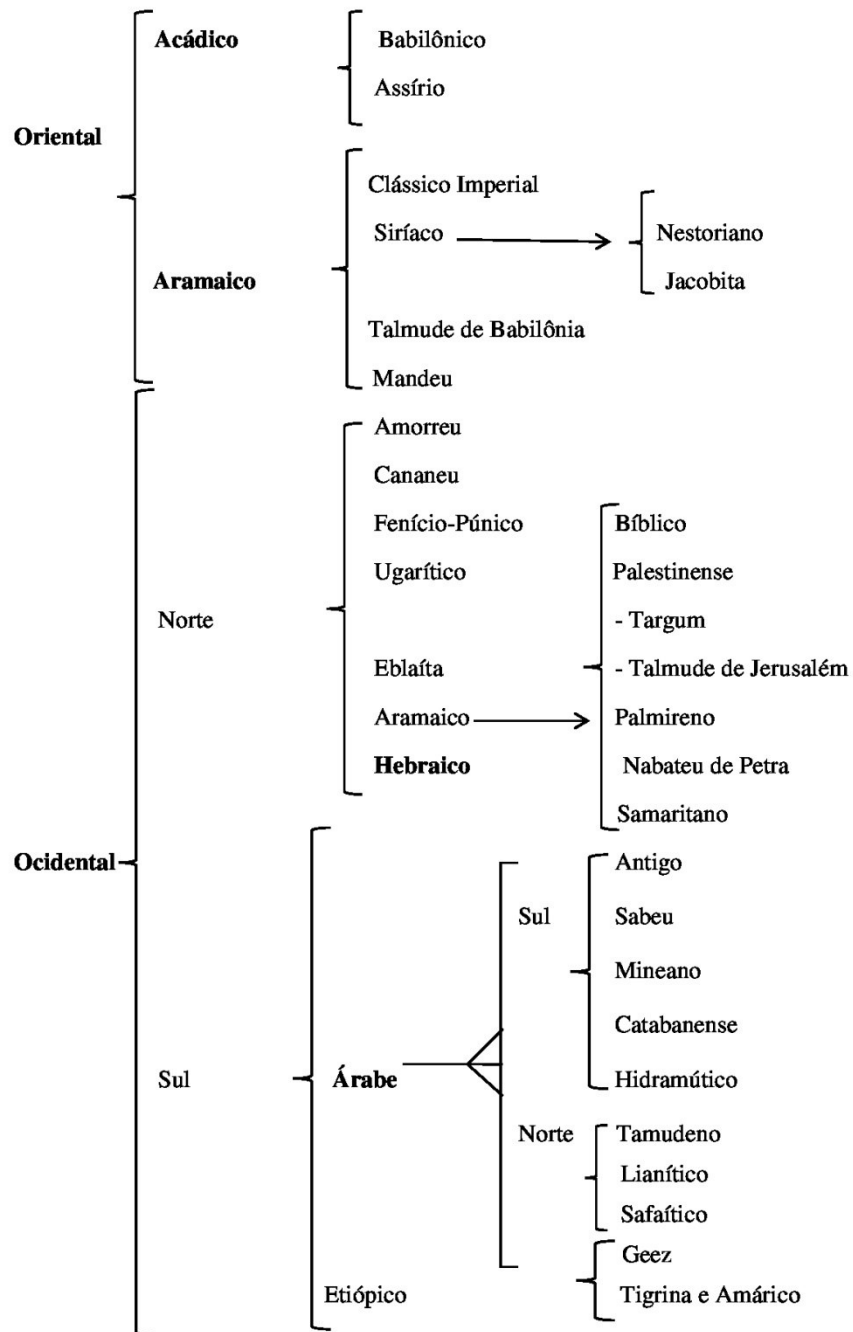 Acádico
Babilônico
Assírio
Oriental
Clássico Imperial
Siríaco
Nestoriano
Jacobita
Aramaico
Talmude de Babilônia
Mandeu
Amorreu
Cananeu
Fenício-Púnico
Bíblico
Ugarítico
Palestinense
Norte
- Targum
Eblaíta
- Talmude de Jerusalém
Aramaico
Palmireno
Hebraico
Nabateu de Petra
Samaritano
Ocidental
Antigo
Sul
Sabeu
Mineano
Catabanense
Sul
Árabe
Hidramútico
Norte
Tamudeno
Lianítico
Safaítico
Geez
Etiópico
Tigrina e Amárico